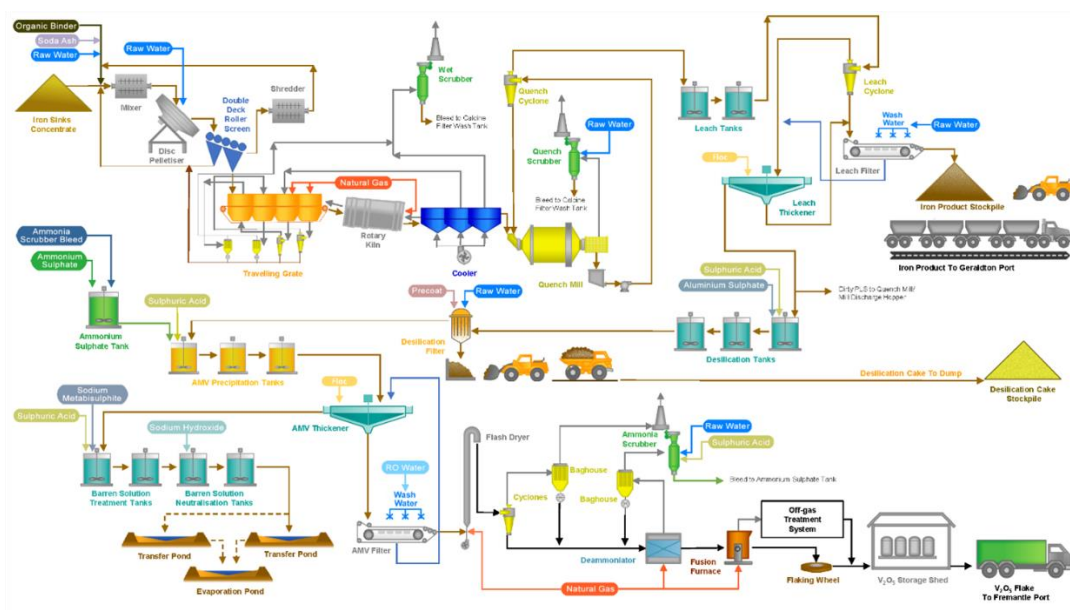 Organic Binder
Soda Ash
Raw Water
Raw Water
Iron Sinks
Concentrate
Mixer
Disc
Pelletiser
Double
Deck
Roller
Screen
Shredder
Wet
Scrubber
Bleed to Calcine
Filter Wash Tank
Natural Gas
Travelling Grate
Rotary
Kiln
Cooler
Quench
Cyclone
Quench
Scrubber
Raw Water
Bleed to Calcine
Filter Wash Tank
Quench Mill
Leach Tanks
Leach
Cyclone
Wash
Water
Raw Water
Leach Filter
Floc
Leach
Thickener
Iron Product Stockpile
Iron Product To Geraldton Port
Ammonia
Scrubber Bleed
Ammonium
Sulphate
Ammonium
Sulphate Tank
Sulphuric Acid
AMV Precipitation Tanks
Precoat
Raw Water
Desilication
Filter
Sulphuric Acid
Aluminium Sulphate
Desilication Tanks
Dirty PLS to Quench Mill/
Mill Discharge Hopper
Desilication Cake To Dump
Desilication Cake
Stockpile
Sodium
Metabisulphite
Sulphuric Acid
Sodium Hydroxide
Barren Solution
Treatment Tanks
Barren Solution
Neutralisation Tanks
Transfer Pond
Transfer Pond
Evaporation Pond
Floc
AMV Thickener
RO Water
Wash
Water
AMV Filter
Flash Dryer
Cyclones
Baghouse
Baghouse
Ammonia
Scrubber
Raw Water
Sulphuric Acid
Bleed to Ammonium Sulphate Tank
Deammoniator
Natural Gas
Fusion
Furnace
Off-gas
Treatment
System
Flaking Wheel
V₂O₅ Storage Shed
V₂O₅ Flake
To Fremantle Port